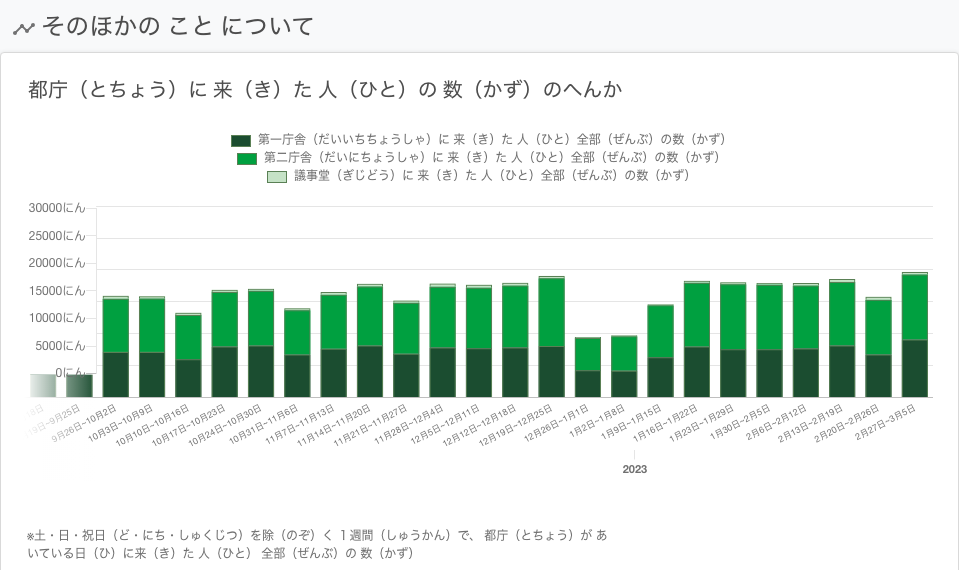 そのほかの こと について
都庁（とちょう）に 来（き）た 人（ひと）の 数（かず）のへんか
第一庁舎（だいいちちょうしゃ）に 来（き）た 人（ひと）全部（ぜんぶ）の数（かず）
第二庁舎（だいにちょうしゃ）に 来（き）た 人（ひと）全部（ぜんぶ）の数（かず）
議事堂（ぎじどう）に 来（き）た 人（ひと）全部（ぜんぶ）の数（かず）
30000にん
25000にん
20000にん
15000にん
10000にん
5000にん
0にん
9月26日~10月2日
10月3日~10月9日
10月10日~10月16日
10月17日~10月23日
10月24日~10月30日
10月31日~11月6日
11月7日~11月13日
11月14日~11月20日
11月21日~11月27日
11月28日~12月4日
12月5日~12月11日
12月12日~12月18日
12月19日~12月25日
12月26日~1月1日
1月2日~1月8日
1月9日~1月15日
1月16日~1月22日
1月23日~1月29日
1月30日~2月5日
2月6日~2月12日
2月13日~2月19日
2月20日~2月26日
2月27日~3月5日
2023
※土・日・祝日（ど・にち・しゅくじつ）を除（のぞ）く １週間（しゅうかん）で、 都庁（とちょう）が あ
いている日（ひ）に来（き）た 人（ひと） 全部（ぜんぶ）の 数（かず）